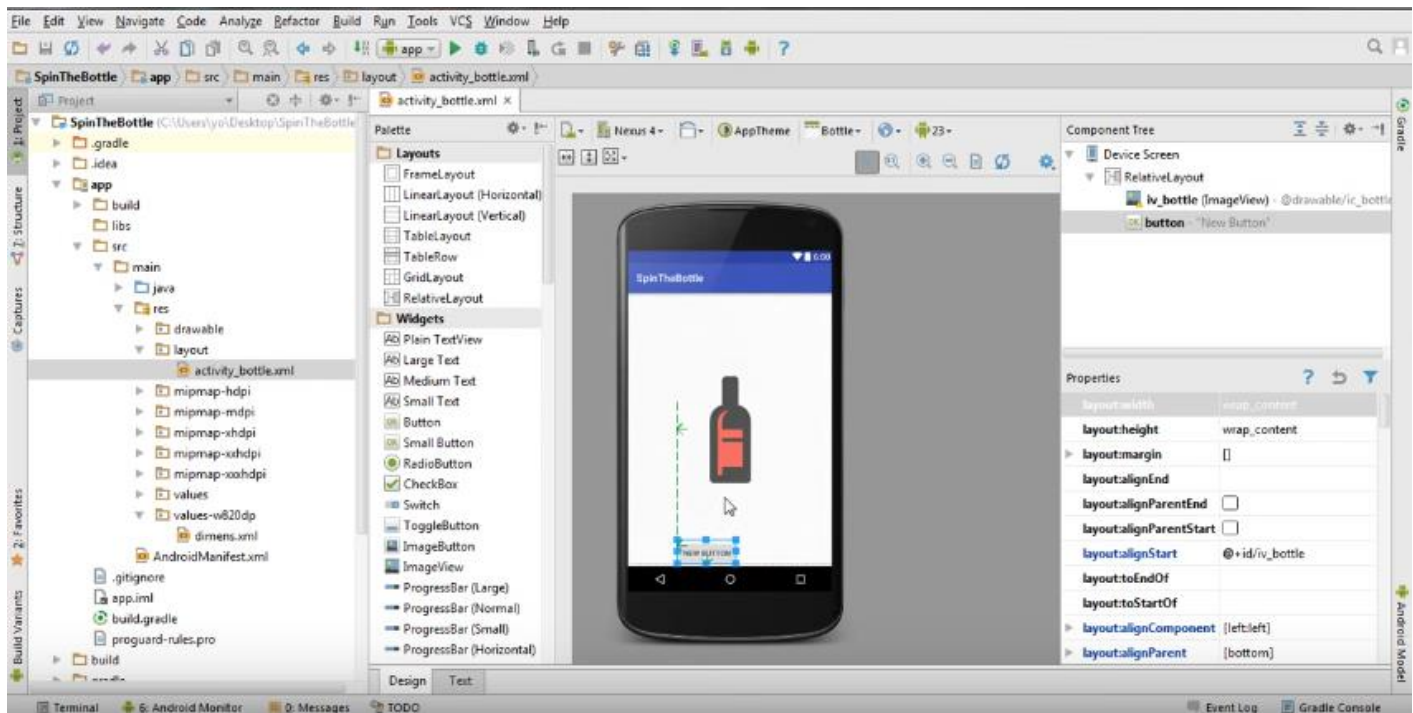 File Edit View Navigate Code Analyze Refactor Build Run Tools VCS Window Help
app
SpinTheBottle app src main res layout activity_bottle.xml
1: Project
Z: Structure
Captures
2: Favorites
Build Variants
Project
SpinTheBottle (C:\Users\yo\Desktop\SpinTheBottle
.gradle
.idea
app
build
libs
src
main
java
res
drawable
layout
activity_bottle.xml
mipmap-hdpi
mipmap-mdpi
mipmap-xhdpi
mipmap-xxhdpi
mipmap-xxxhdpi
values
values-w820dp
dimens.xml
AndroidManifest.xml
.gitignore
app.iml
build.gradle
proguard-rules.pro
build
activity_bottle.xml
Palette
Layouts
FrameLayout
LinearLayout (Horizontal)
LinearLayout (Vertical)
TableLayout
TableRow
GridLayout
RelativeLayout
Widgets
Plain TextView
Large Text
Medium Text
Small Text
Button
Small Button
RadioButton
CheckBox
Switch
ToggleButton
ImageButton
ImageView
ProgressBar (Large)
ProgressBar (Normal)
ProgressBar (Small)
ProgressBar (Horizontal)
Nexus 4 AppTheme Bottle 23
6:00
SpinTheBottle
NEW BUTTON
Design Text
Component Tree
Device Screen
RelativeLayout
iv_bottle (ImageView) - @drawable/ic_bottle
button - "New Button"
Properties
layout:width wrap_content
layout:height wrap_content
layout:margin []
layout:alignEnd
layout:alignParentEnd
layout:alignParentStart
layout:alignStart @+id/iv_bottle
layout:toEndOf
layout:toStartOf
layout:alignComponent [left:left]
layout:alignParent [bottom]
Gradle
Android Model
Terminal 6: Android Monitor 0: Messages TODO Event Log Gradle Console